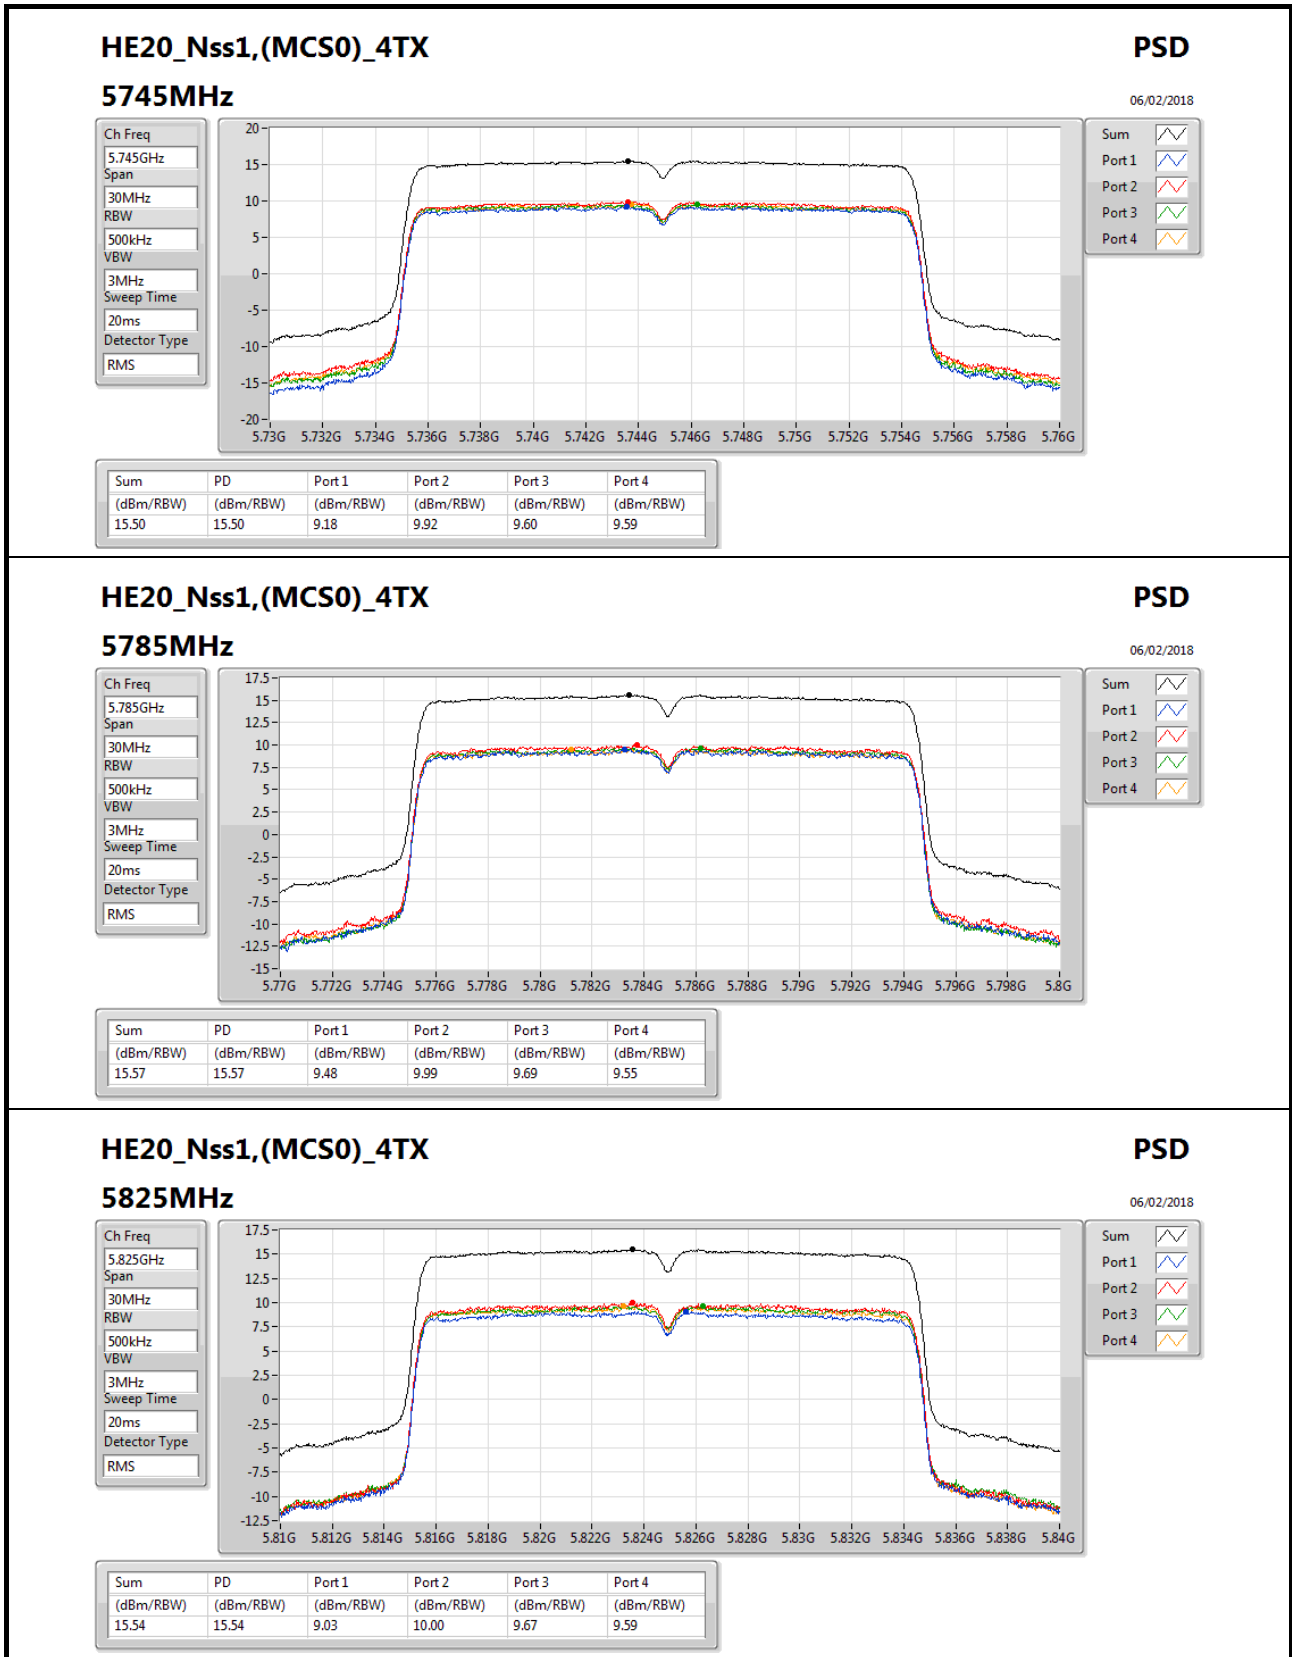 HE20_Nss1,(MCS0)_4TX PSD
5745MHz 06/02/2018
Ch Freq
5.745GHz
Span
30MHz
RBW
500kHz
VBW
3MHz
Sweep Time
20ms
Detector Type
RMS
20
15
10
5
0
-5
-10
-15
-20
5.73G 5.732G 5.734G 5.736G 5.738G 5.74G 5.742G 5.744G 5.746G 5.748G 5.75G 5.752G 5.754G 5.756G 5.758G 5.76G
Sum
Port 1
Port 2
Port 3
Port 4
Sum PD Port 1 Port 2 Port 3 Port 4
(dBm/RBW) (dBm/RBW) (dBm/RBW) (dBm/RBW) (dBm/RBW) (dBm/RBW)
15.50 15.50 9.18 9.92 9.60 9.59
HE20_Nss1,(MCS0)_4TX PSD
5785MHz 06/02/2018
Ch Freq
5.785GHz
Span
30MHz
RBW
500kHz
VBW
3MHz
Sweep Time
20ms
Detector Type
RMS
17.5
15
12.5
10
7.5
5
2.5
0
-2.5
-5
-7.5
-10
-12.5
-15
5.77G 5.772G 5.774G 5.776G 5.778G 5.78G 5.782G 5.784G 5.786G 5.788G 5.79G 5.792G 5.794G 5.796G 5.798G 5.8G
Sum
Port 1
Port 2
Port 3
Port 4
Sum PD Port 1 Port 2 Port 3 Port 4
(dBm/RBW) (dBm/RBW) (dBm/RBW) (dBm/RBW) (dBm/RBW) (dBm/RBW)
15.57 15.57 9.48 9.99 9.69 9.55
HE20_Nss1,(MCS0)_4TX PSD
5825MHz 06/02/2018
Ch Freq
5.825GHz
Span
30MHz
RBW
500kHz
VBW
3MHz
Sweep Time
20ms
Detector Type
RMS
17.5
15
12.5
10
7.5
5
2.5
0
-2.5
-5
-7.5
-10
-12.5
5.81G 5.812G 5.814G 5.816G 5.818G 5.82G 5.822G 5.824G 5.826G 5.828G 5.83G 5.832G 5.834G 5.836G 5.838G 5.84G
Sum
Port 1
Port 2
Port 3
Port 4
Sum PD Port 1 Port 2 Port 3 Port 4
(dBm/RBW) (dBm/RBW) (dBm/RBW) (dBm/RBW) (dBm/RBW) (dBm/RBW)
15.54 15.54 9.03 10.00 9.67 9.59